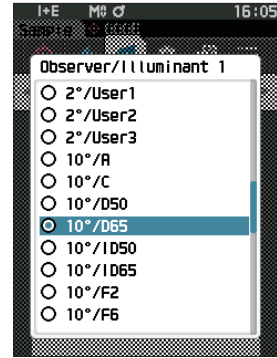 I+E M⁰ ♂ 16:05
Sample
Observer/Illuminant 1
2°/User1
2°/User2
2°/User3
10°/A
10°/C
10°/D50
10°/D65
10°/ID50
10°/ID65
10°/F2
10°/F6